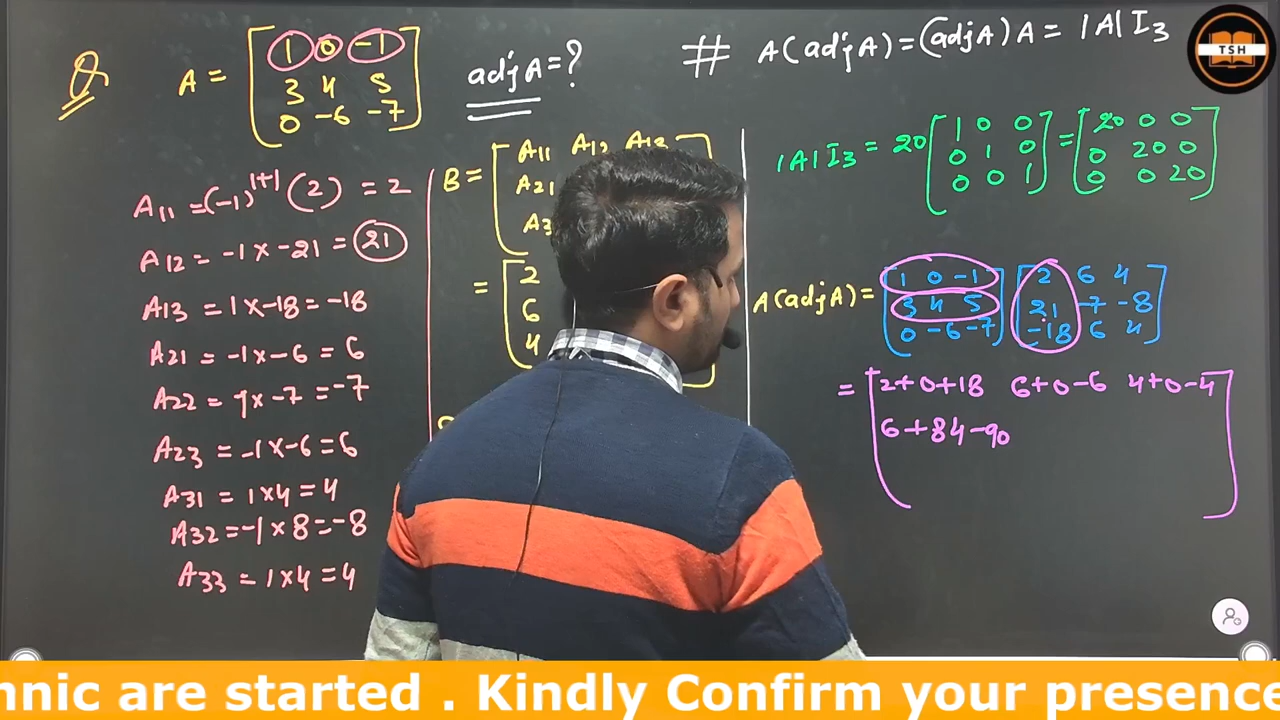 Q
A = [1 0 -1
3 4 5
0 -6 -7]
adjA = ?
# A(adjA) = (adjA)A = |A| I3
TSH
A11 = (-1)^1+1 (2) = 2
A12 = -1 × -21 = 21
A13 = 1 × -18 = -18
A21 = -1 × -6 = 6
A22 = 1 × -7 = -7
A23 = -1 × -6 = 6
A31 = 1 × 4 = 4
A32 = -1 × 8 = -8
A33 = 1 × 4 = 4
B = [A11 A12 A13
A21
A3
= [2
6
4
|A| I3 = 20 [1 0 0 = [20 0 0
0 1 0 0 20 0
0 0 1] 0 0 20]
A(adjA) = [1 0 -1 [2 6 4
3 4 5 21 -7 -8
0 -6 -7] -18 6 4]
= [2+0+18 6+0-6 4+0-4
6+84-90 ]
hnic are started . Kindly Confirm your presence